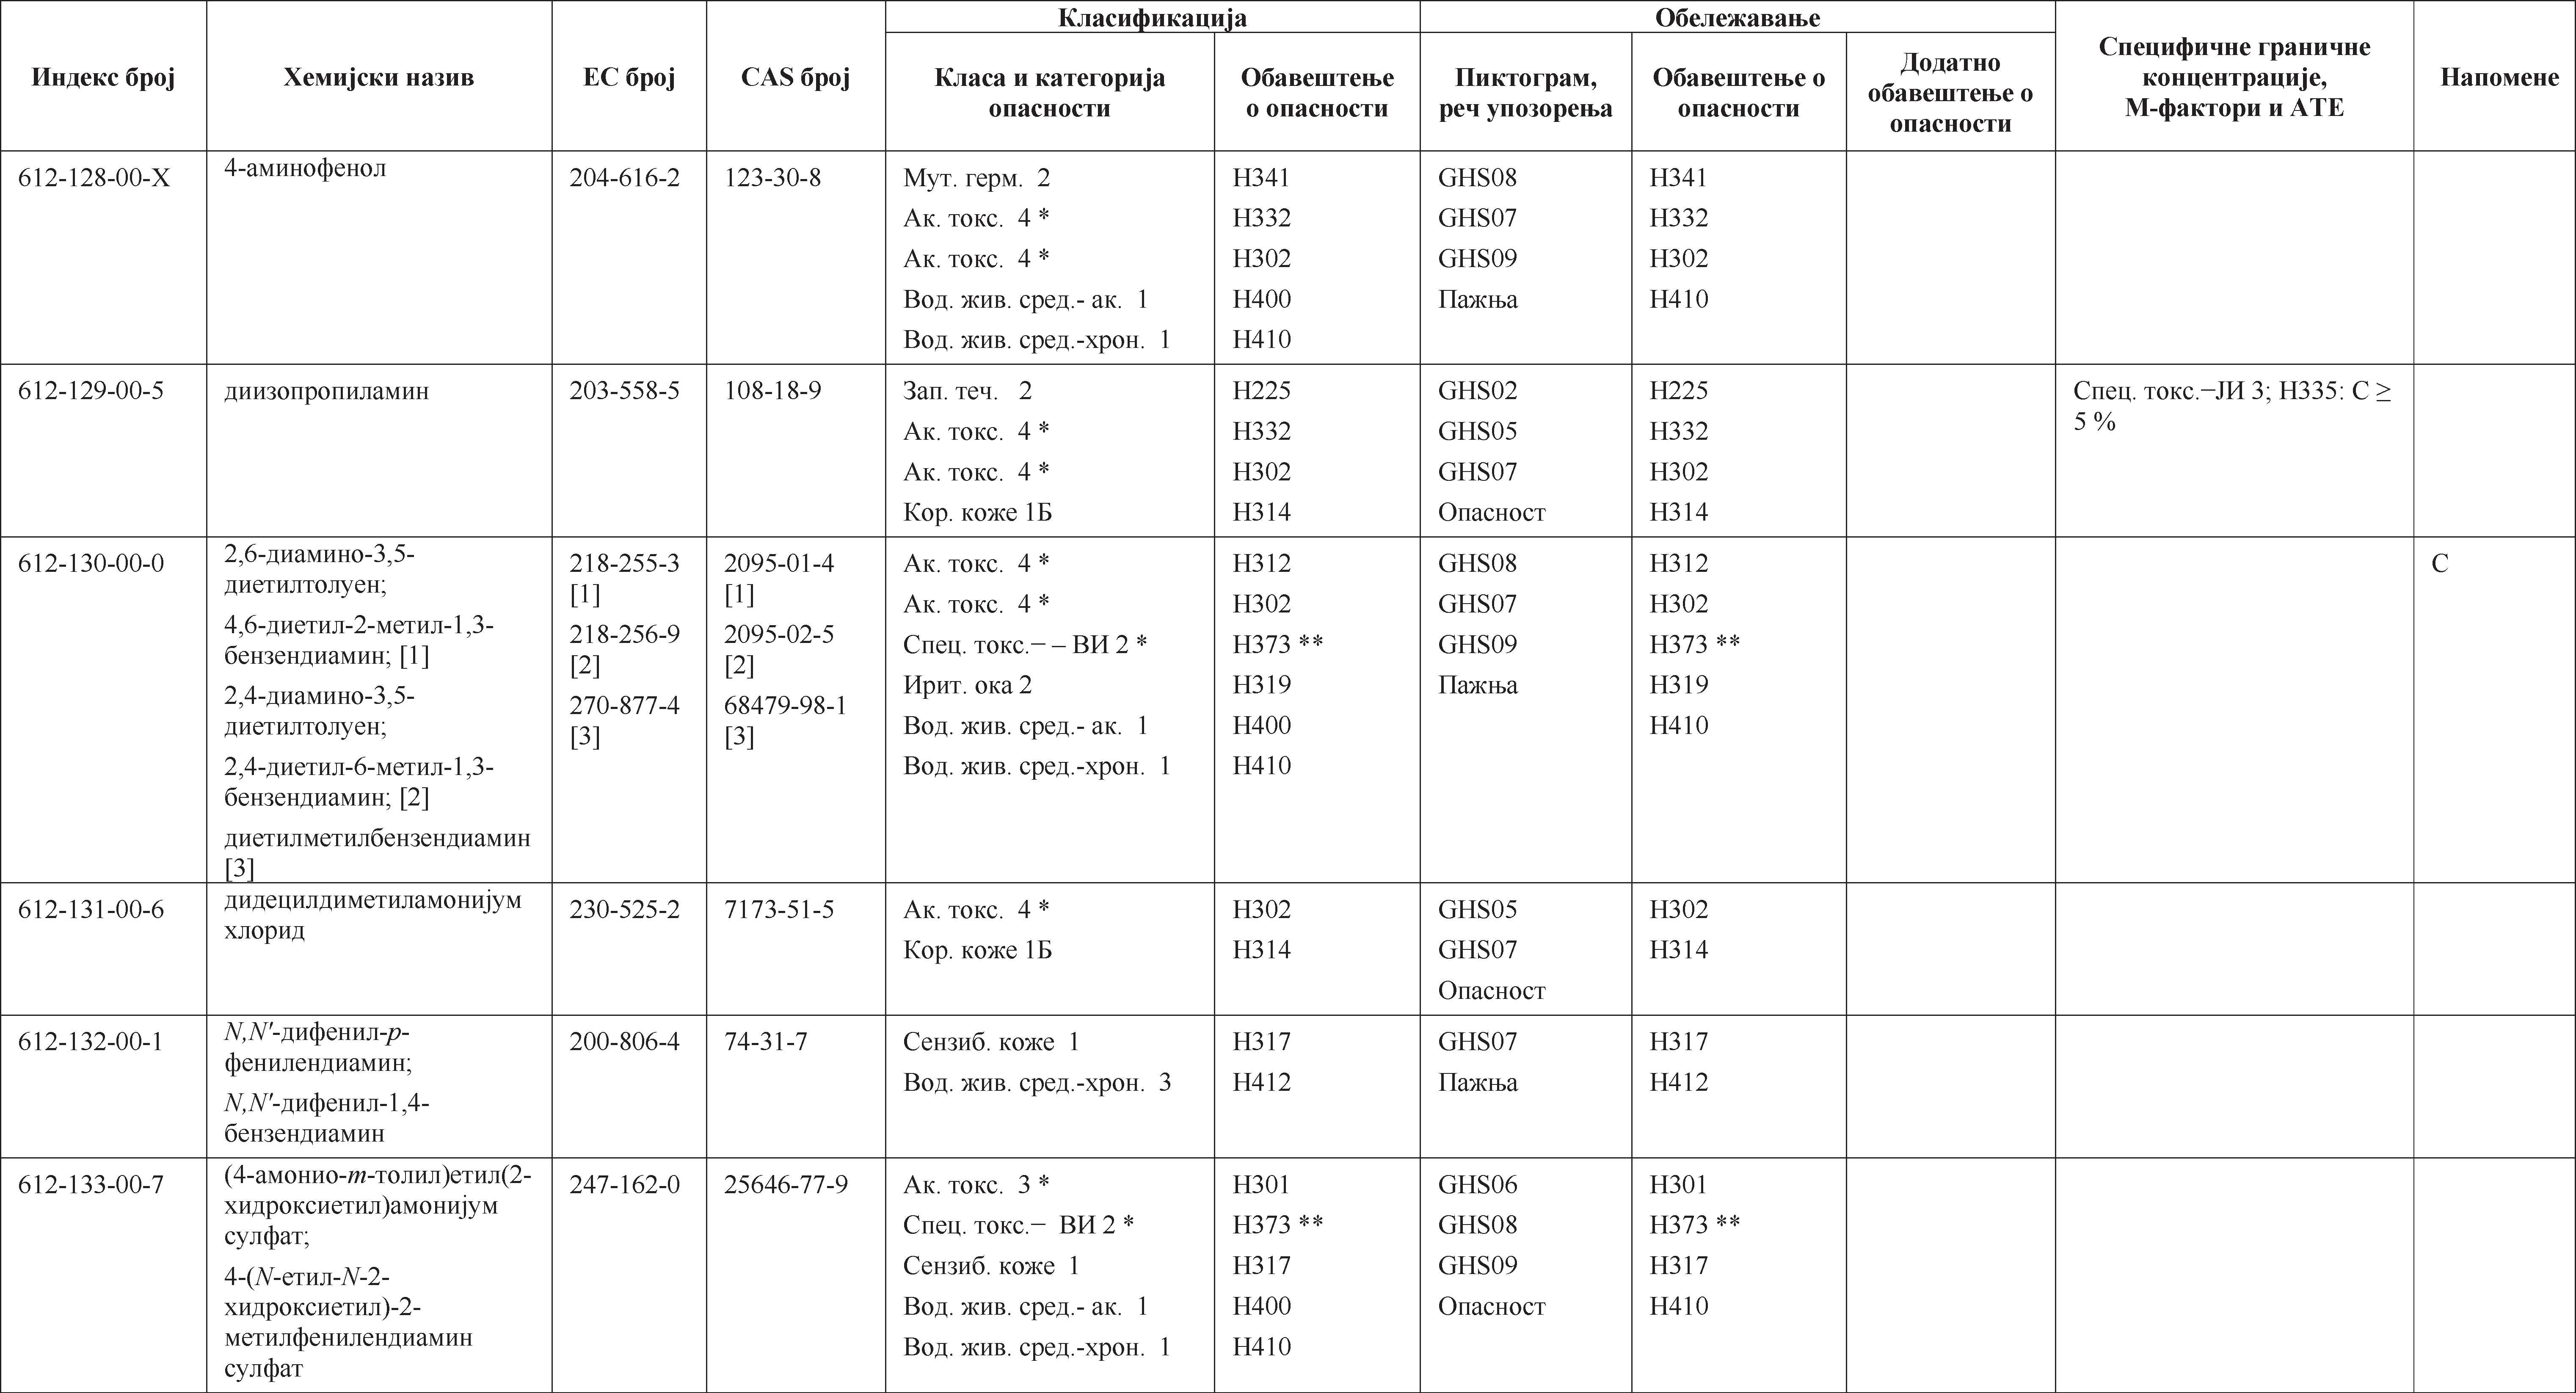 Индекс број
Хемијски назив
ЕС број
CAS број
Класификација
Обележавање
Класа и категорија
опасности
Обавештење
о опасности
Пиктограм,
реч упозорења
Обавештење о
опасности
Додатно
обавештење о
опасности
Специфичне граничне
концентрације,
М-фактори и АТЕ
Напомене
612-128-00-X
4-аминофенол
204-616-2
123-30-8
Мут. герм. 2
H341
GHS08
H341
Ак. токс. 4 *
H332
GHS07
H332
Ак. токс. 4 *
H302
GHS09
H302
Вод. жив. сред.- ак. 1
H400
Пажња
H410
Вод. жив. сред.-хрон. 1
H410
612-129-00-5
диизопропиламин
203-558-5
108-18-9
Зап. теч. 2
H225
GHS02
H225
Ак. токс. 4 *
H332
GHS05
H332
Ак. токс. 4 *
H302
GHS07
H302
Кор. коже 1Б
H314
Опасност
H314
Спец. токс.−ЈИ 3; H335: C ≥
5 %
612-130-00-0
2,6-диамино-3,5-
диетилтолуен;
4,6-диетил-2-метил-1,3-
бензендиамин; [1]
2,4-диамино-3,5-
диетилтолуен;
2,4-диетил-6-метил-1,3-
бензендиамин; [2]
диетилметилбензендиамин
[3]
218-255-3
[1]
218-256-9
[2]
270-877-4
[3]
2095-01-4
[1]
2095-02-5
[2]
68479-98-1
[3]
Ак. токс. 4 *
H312
GHS08
H312
Ак. токс. 4 *
H302
GHS07
H302
Спец. токс.− – ВИ 2 *
H373 **
GHS09
H373 **
Ирит. ока 2
H319
Пажња
H319
Вод. жив. сред.- ак. 1
H400
H410
Вод. жив. сред.-хрон. 1
H410
C
612-131-00-6
дидецилдиметиламонијум
хлорид
230-525-2
7173-51-5
Ак. токс. 4 *
H302
GHS05
H302
Кор. коже 1Б
H314
GHS07
H314
Опасност
612-132-00-1
N,N'-дифенил-p-
фенилендиамин;
N,N'-дифенил-1,4-
бензендиамин
200-806-4
74-31-7
Сензиб. коже 1
H317
GHS07
H317
Вод. жив. сред.-хрон. 3
H412
Пажња
H412
612-133-00-7
(4-амонио-m-толил)етил(2-
хидроксиетил)амонијум
сулфат;
4-(N-етил-N-2-
хидроксиетил)-2-
метилфенилендиамин
сулфат
247-162-0
25646-77-9
Ак. токс. 3 *
H301
GHS06
H301
Спец. токс.− ВИ 2 *
H373 **
GHS08
H373 **
Сензиб. коже 1
H317
GHS09
H317
Вод. жив. сред.- ак. 1
H400
Опасност
H410
Вод. жив. сред.-хрон. 1
H410